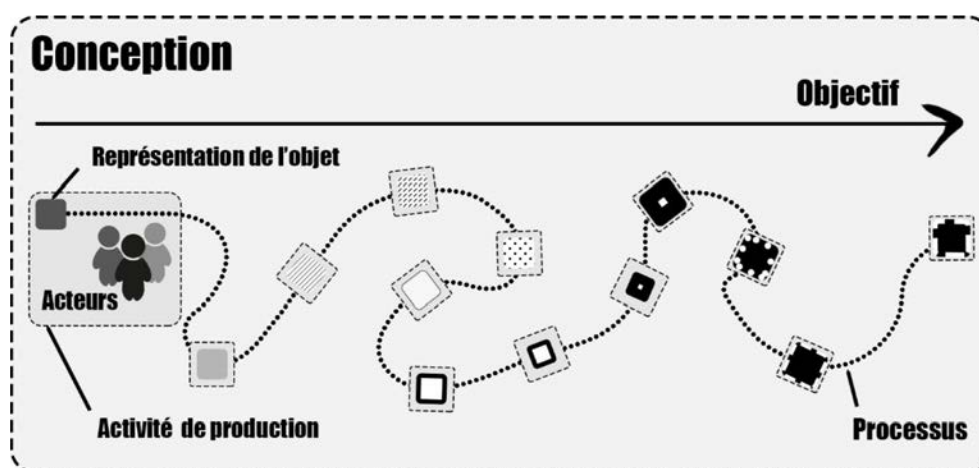 Conception
Objectif
Représentation de l'objet
Acteurs
Activité de production
Processus